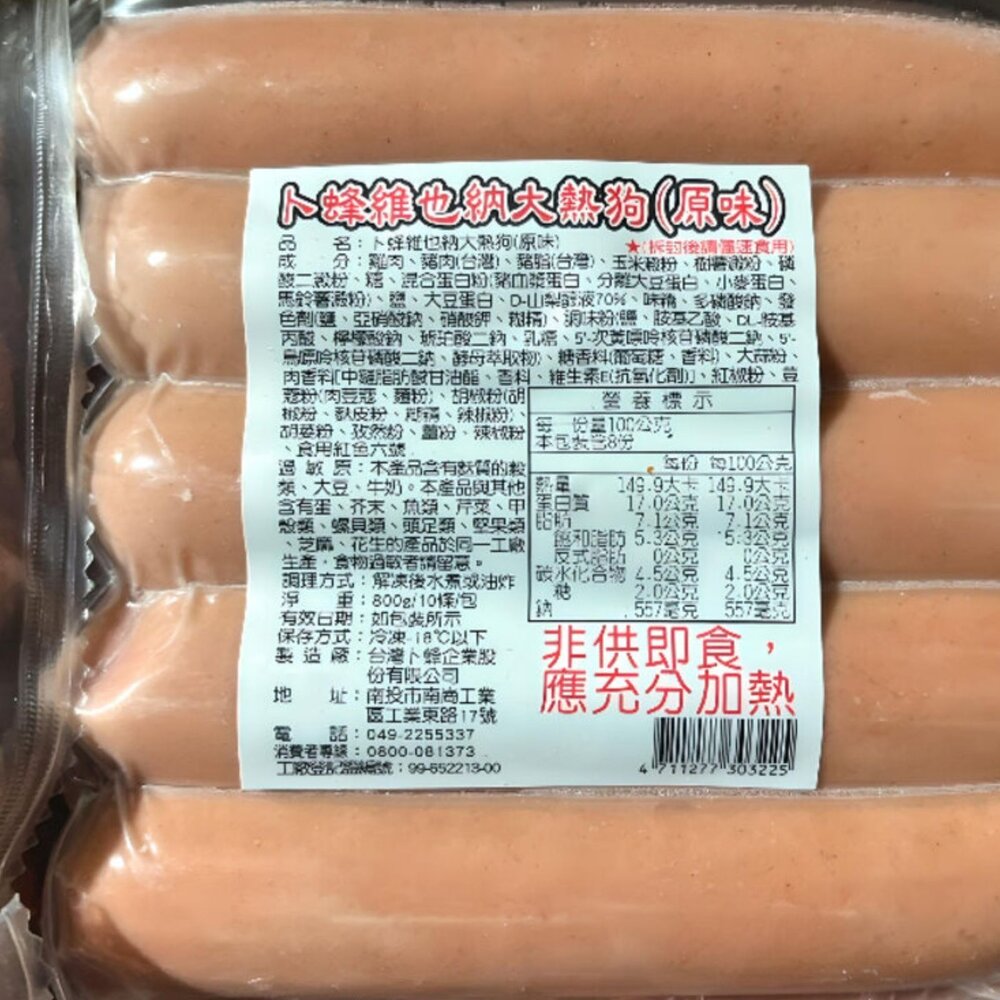 卜蜂維也納大熱狗(原味)
品　　名：卜蜂維也納大熱狗(原味)
★(拆封後請儘速食用)
成　　分：雞肉、豬肉(台灣)、豬脂(台灣)、玉米澱粉、樹薯澱粉、磷
酸二澱粉、糖、混合蛋白粉(豬血漿蛋白、分離大豆蛋白、小麥蛋白、
馬鈴薯澱粉)、鹽、大豆蛋白、D-山梨醇液70%、味精、多磷酸鈉、發
色劑(鹽、亞硝酸鈉、硝酸鉀、糊精)、調味粉(鹽、胺基乙酸、DL-胺基
丙酸、檸檬酸鈉、琥珀酸二鈉、乳糖、5'-次黃嘌呤核苷磷酸二鈉、5'-
鳥嘌呤核苷磷酸二鈉、酵母萃取物)、糖香料(葡萄糖、香料)、大蒜粉、
肉香料[中鏈脂肪酸甘油酯、香料、維生素E(抗氧化劑)]、紅椒粉、荳
蔻粉(肉荳蔻、麵粉)、胡椒粉(胡
椒粉、麩皮粉、糊精、辣椒粉)、
胡荽粉、孜然粉、薑粉、辣椒粉
、食用紅色六號
過 敏 原：本產品含有麩質的穀
類、大豆、牛奶。本產品與其他
含有蛋、芥末、魚類、芹菜、甲
殼類、螺貝類、頭足類、堅果類
、芝麻、花生的產品於同一工廠
生產，食物過敏者請留意。
調理方式：解凍後水煮或油炸
淨　　重：800g/10條/包
有效日期：如包裝所示
保存方式：冷凍-18℃以下
製 造 廠：台灣卜蜂企業股
份有限公司
地　　址：南投市南崗工業
區工業東路17號
電　　話：049-2255337
消費者專線：0800-081373
工廠登記證編號：99-652213-00
營養標示
每一份量100公克
本包裝含8份
每份 每100公克
熱量 149.9大卡 149.9大卡
蛋白質 17.0公克 17.0公克
脂肪 7.1公克 7.1公克
飽和脂肪 5.3公克 5.3公克
反式脂肪 0公克 0公克
碳水化合物 4.5公克 4.5公克
糖 2.0公克 2.0公克
鈉 557毫克 557毫克
非供即食，
應充分加熱
4 711277 303225